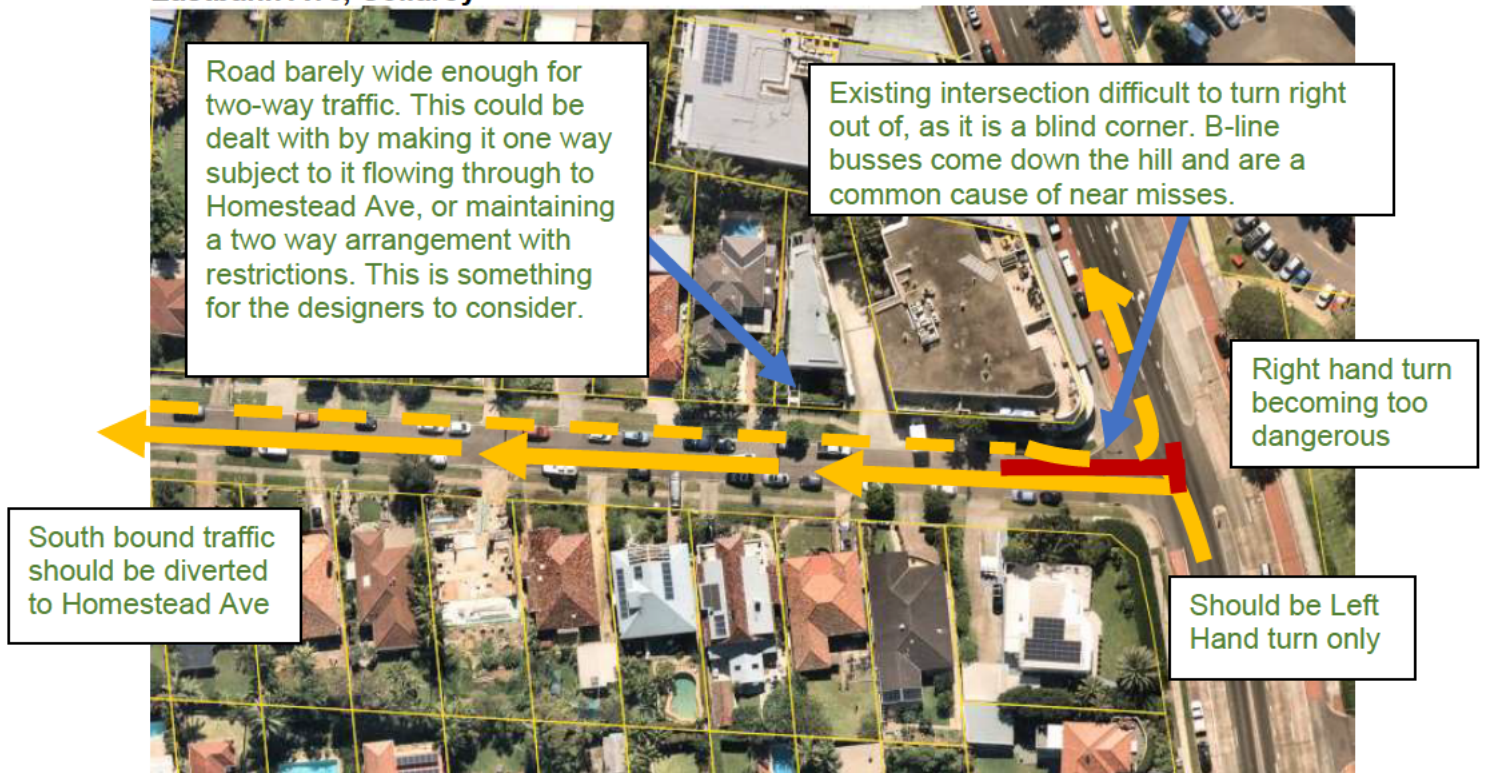 Road barely wide enough for
two-way traffic. This could be
dealt with by making it one way
subject to it flowing through to
Homestead Ave, or maintaining
a two way arrangement with
restrictions. This is something
for the designers to consider.
Existing intersection difficult to turn right
out of, as it is a blind corner. B-line
busses come down the hill and are a
common cause of near misses.
Right hand turn
becoming too
dangerous
South bound traffic
should be diverted
to Homestead Ave
Should be Left
Hand turn only